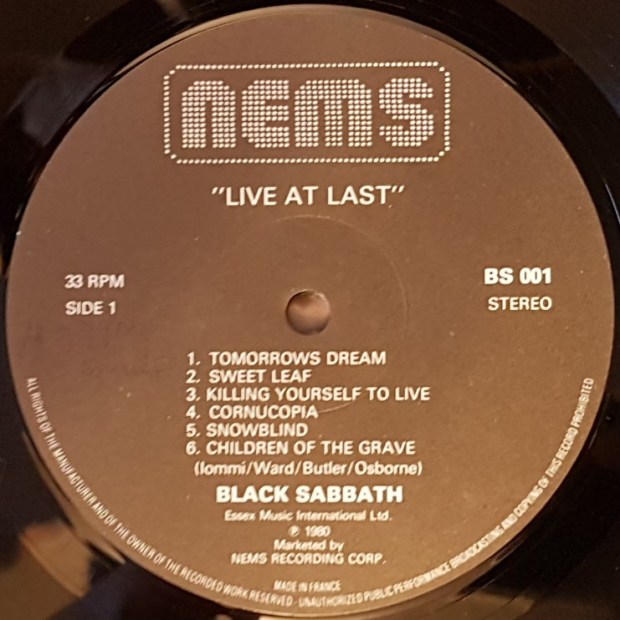 nems
"LIVE AT LAST"
33 RPM
SIDE 1
BS 001
STEREO
1. TOMORROWS DREAM
2. SWEET LEAF
3. KILLING YOURSELF TO LIVE
4. CORNUCOPIA
5. SNOWBLIND
6. CHILDREN OF THE GRAVE
(Iommi/Ward/Butler/Osborne)
BLACK SABBATH
Essex Music International Ltd.
℗ 1980
Marketed by
NEMS RECORDING CORP.
MADE IN FRANCE
ALL RIGHTS OF THE MANUFACTURER AND OF THE OWNER OF THE RECORDED WORK RESERVED - UNAUTHORIZED PUBLIC PERFORMANCE BROADCASTING AND COPYING OF THIS RECORD PROHIBITED